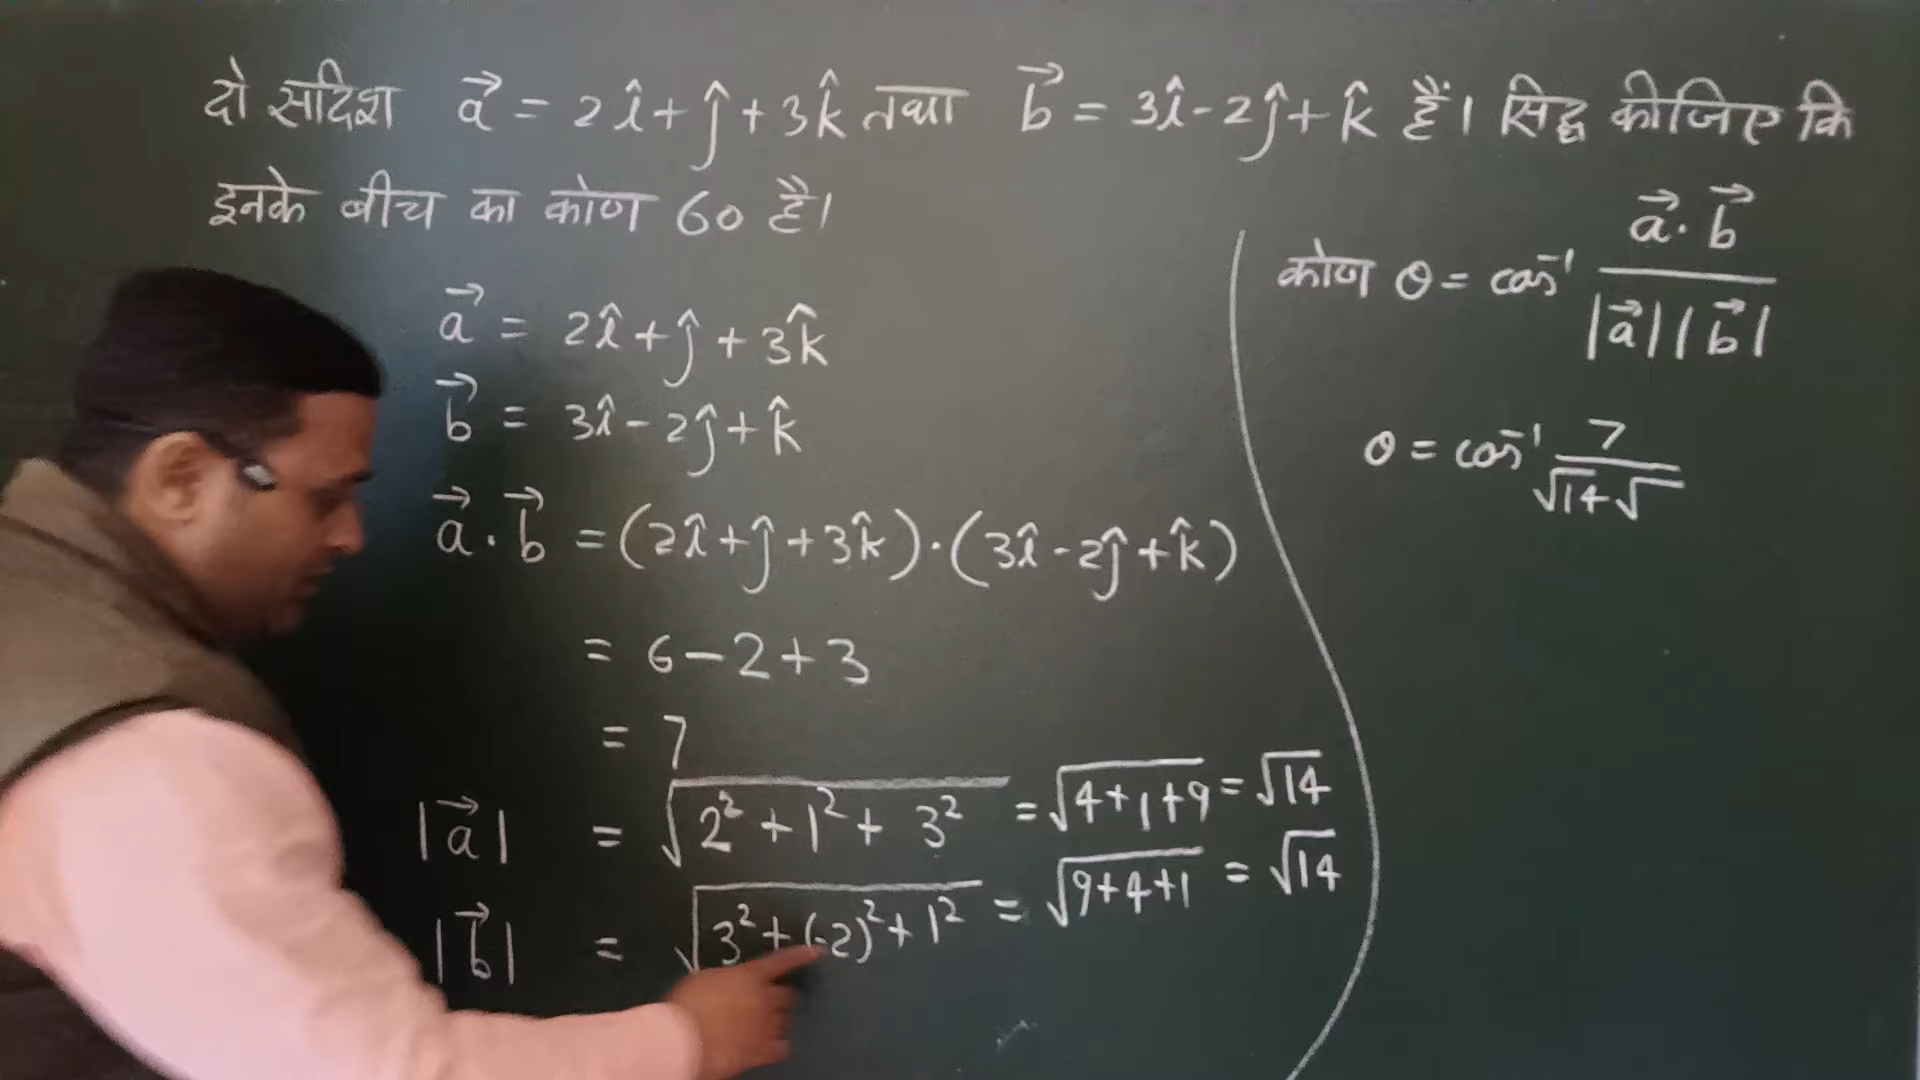 दो सदिश a⃗ = 2î + ĵ + 3k̂ तथा b⃗ = 3î - 2ĵ + k̂ हैं। सिद्ध कीजिए कि
इनके बीच का कोण 60 है।
a⃗ = 2î + ĵ + 3k̂
b⃗ = 3î - 2ĵ + k̂
a⃗ . b⃗ = (2î + ĵ + 3k̂) . (3î - 2ĵ + k̂)
= 6 - 2 + 3
= 7
|a⃗| = √(2² + 1² + 3²) = √(4+1+9) = √14
|b⃗| = √(3² + (-2)² + 1²) = √(9+4+1) = √14
कोण θ = cos⁻¹ (a⃗ . b⃗) / (|a⃗| |b⃗|)
θ = cos⁻¹ 7 / (√14 √)